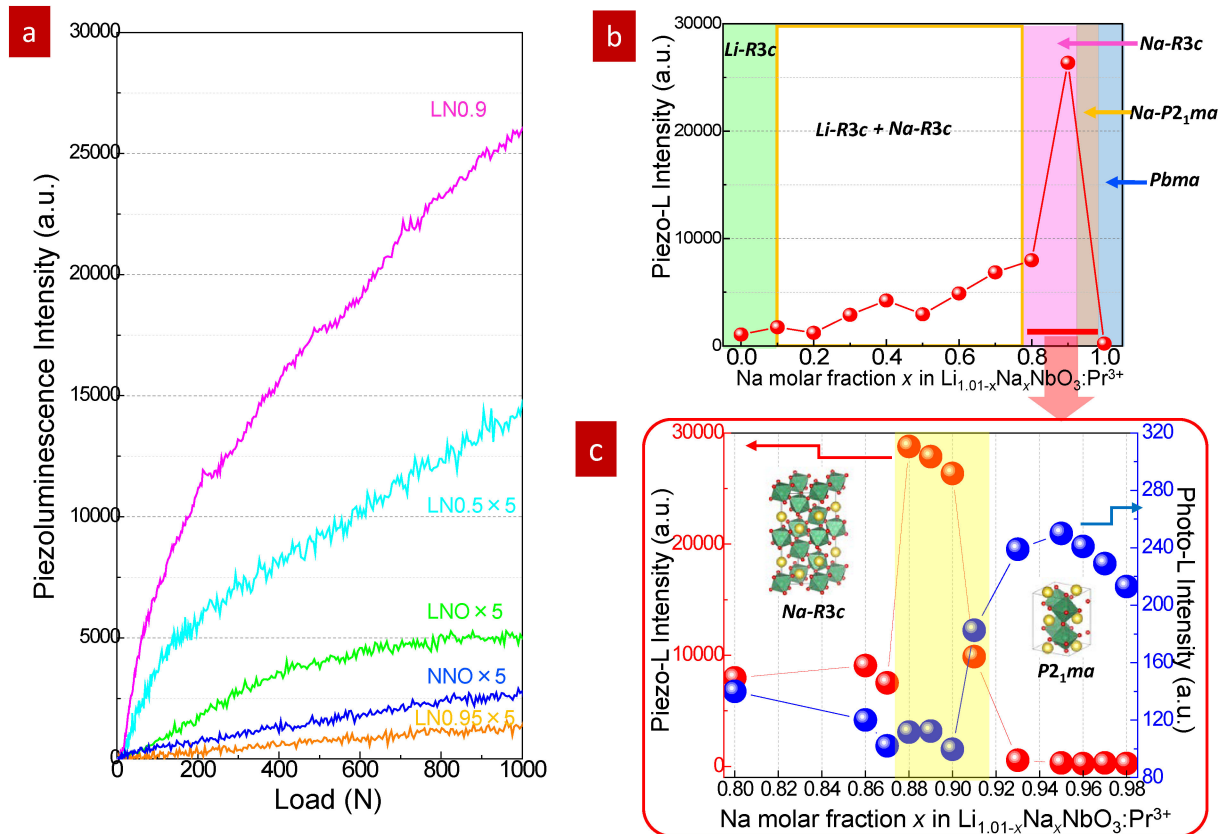 a
Piezoluminescence Intensity (a.u.)
30000
25000
20000
15000
10000
5000
0
LN0.9
LN0.5×5
LNO×5
NNO×5
LN0.95×5
0 200 400 600 800 1000
Load (N)
b
Piezo-L Intensity (a.u.)
30000
20000
10000
0
Li-R3c
Li-R3c + Na-R3c
Na-R3c
Na-P2₁ma
Pbma
0.0 0.2 0.4 0.6 0.8 1.0
Na molar fraction x in Li₁.₀₁₋ₓNaₓNbO₃:Pr³⁺
c
Piezo-L Intensity (a.u.)
30000
20000
10000
0
Na-R3c
P2₁ma
320
280
240
200
160
120
80
Photo-L Intensity (a.u.)
0.80 0.82 0.84 0.86 0.88 0.90 0.92 0.94 0.96 0.98
Na molar fraction x in Li₁.₀₁₋ₓNaₓNbO₃:Pr³⁺